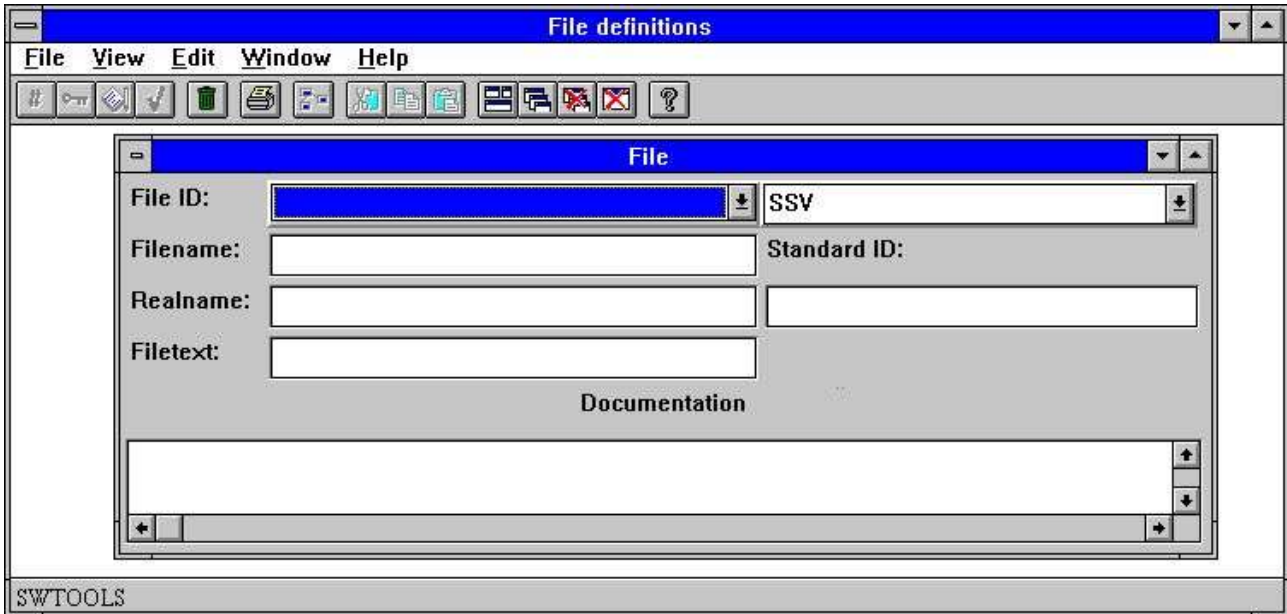 File definitions
File View Edit Window Help
File
File ID: SSV
Filename: Standard ID:
Realname:
Filetext:
Documentation
SWTOOLS